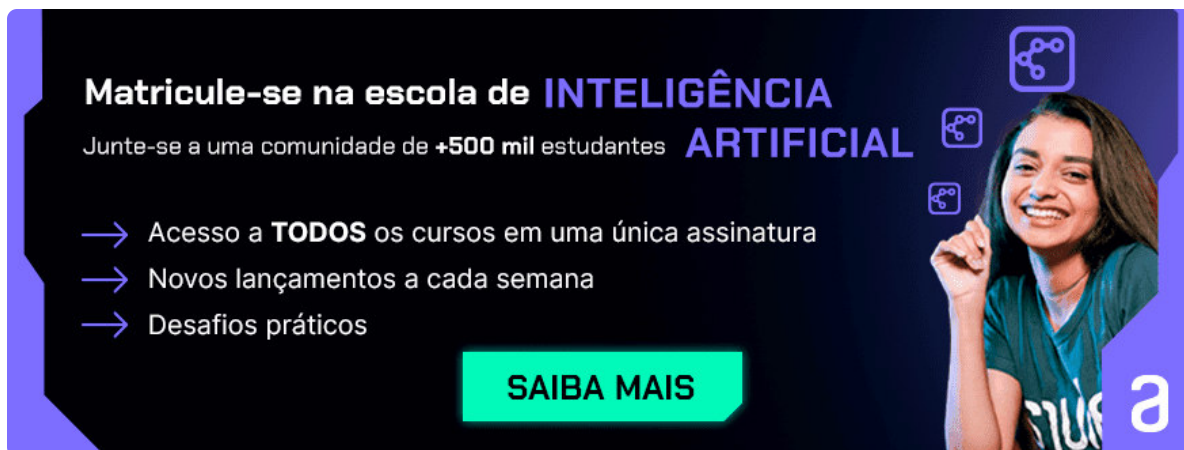 Matricule-se na escola de INTELIGÊNCIA
Junte-se a uma comunidade de +500 mil estudantes ARTIFICIAL
Acesso a TODOS os cursos em uma única assinatura
Novos lançamentos a cada semana
Desafios práticos
SAIBA MAIS
a